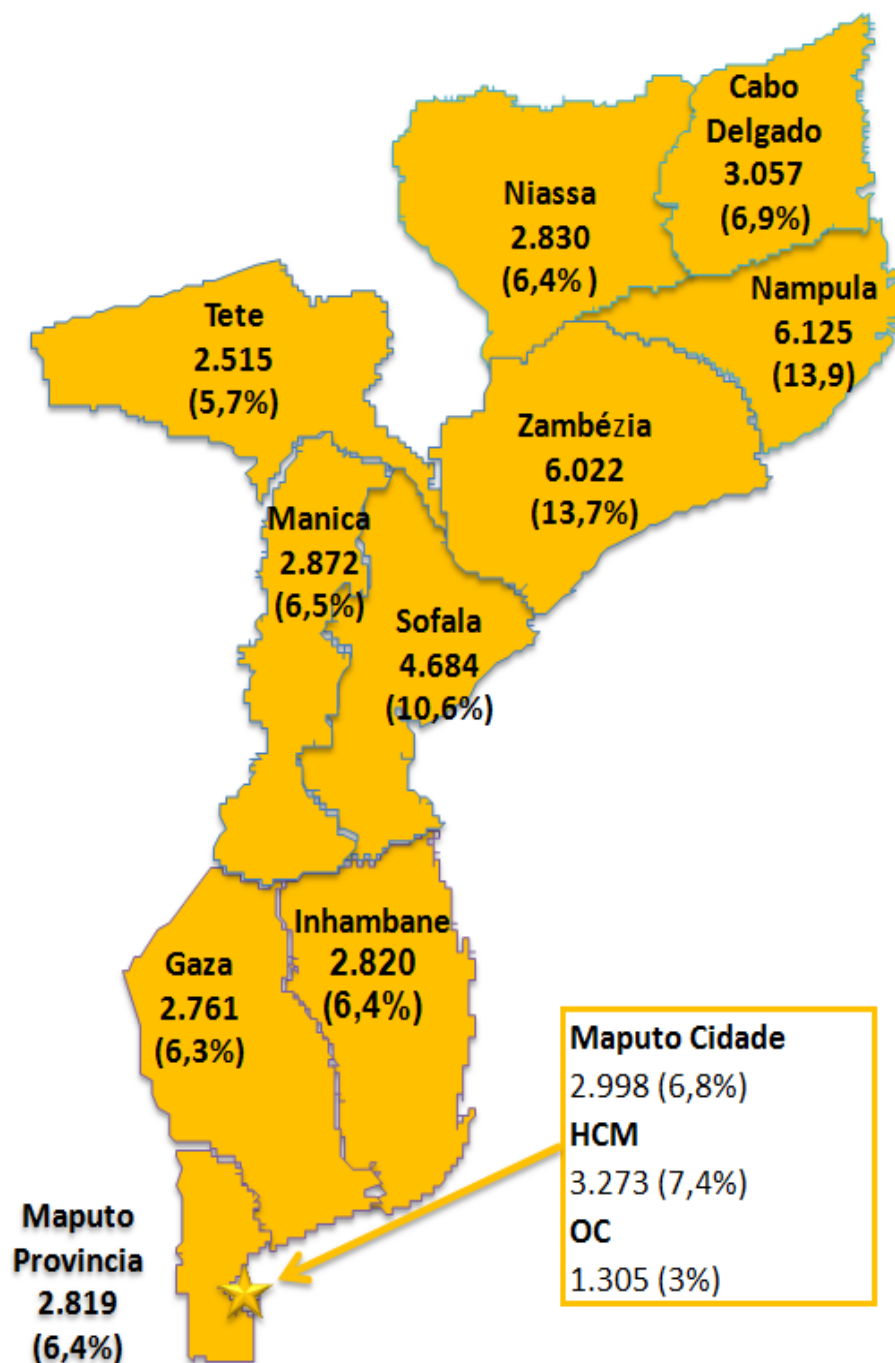 Cabo
Delgado
3.057
(6,9%)
Niassa
2.830
(6,4% )
Nampula
6.125
(13,9)
Tete
2.515
(5,7%)
Zambézia
6.022
(13,7%)
Manica
2.872
(6,5%)
Sofala
4.684
(10,6%)
Inhambane
2.820
(6,4%)
Gaza
2.761
(6,3%)
Maputo Cidade
2.998 (6,8%)
HCM
3.273 (7,4%)
OC
1.305 (3%)
Maputo
Provincia
2.819
(6,4%)